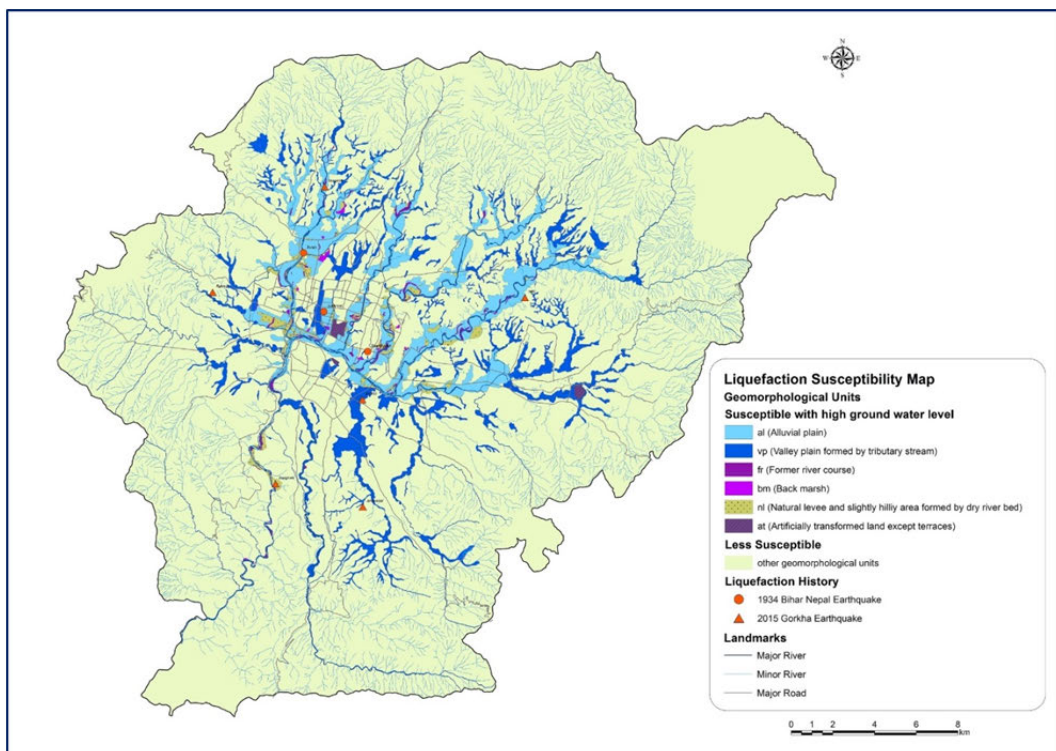 N
W E
S
Liquefaction Susceptibility Map
Geomorphological Units
Susceptible with high ground water level
al (Alluvial plain)
vp (Valley plain formed by tributary stream)
fr (Former river course)
bm (Back marsh)
nl (Natural levee and slightly hilliy area formed by dry river bed)
at (Artificially transformed land except terraces)
Less Susceptible
other geomorphological units
Liquefaction History
1934 Bihar Nepal Earthquake
2015 Gorkha Earthquake
Landmarks
Major River
Minor River
Major Road
0 1 2 4 6 8
km